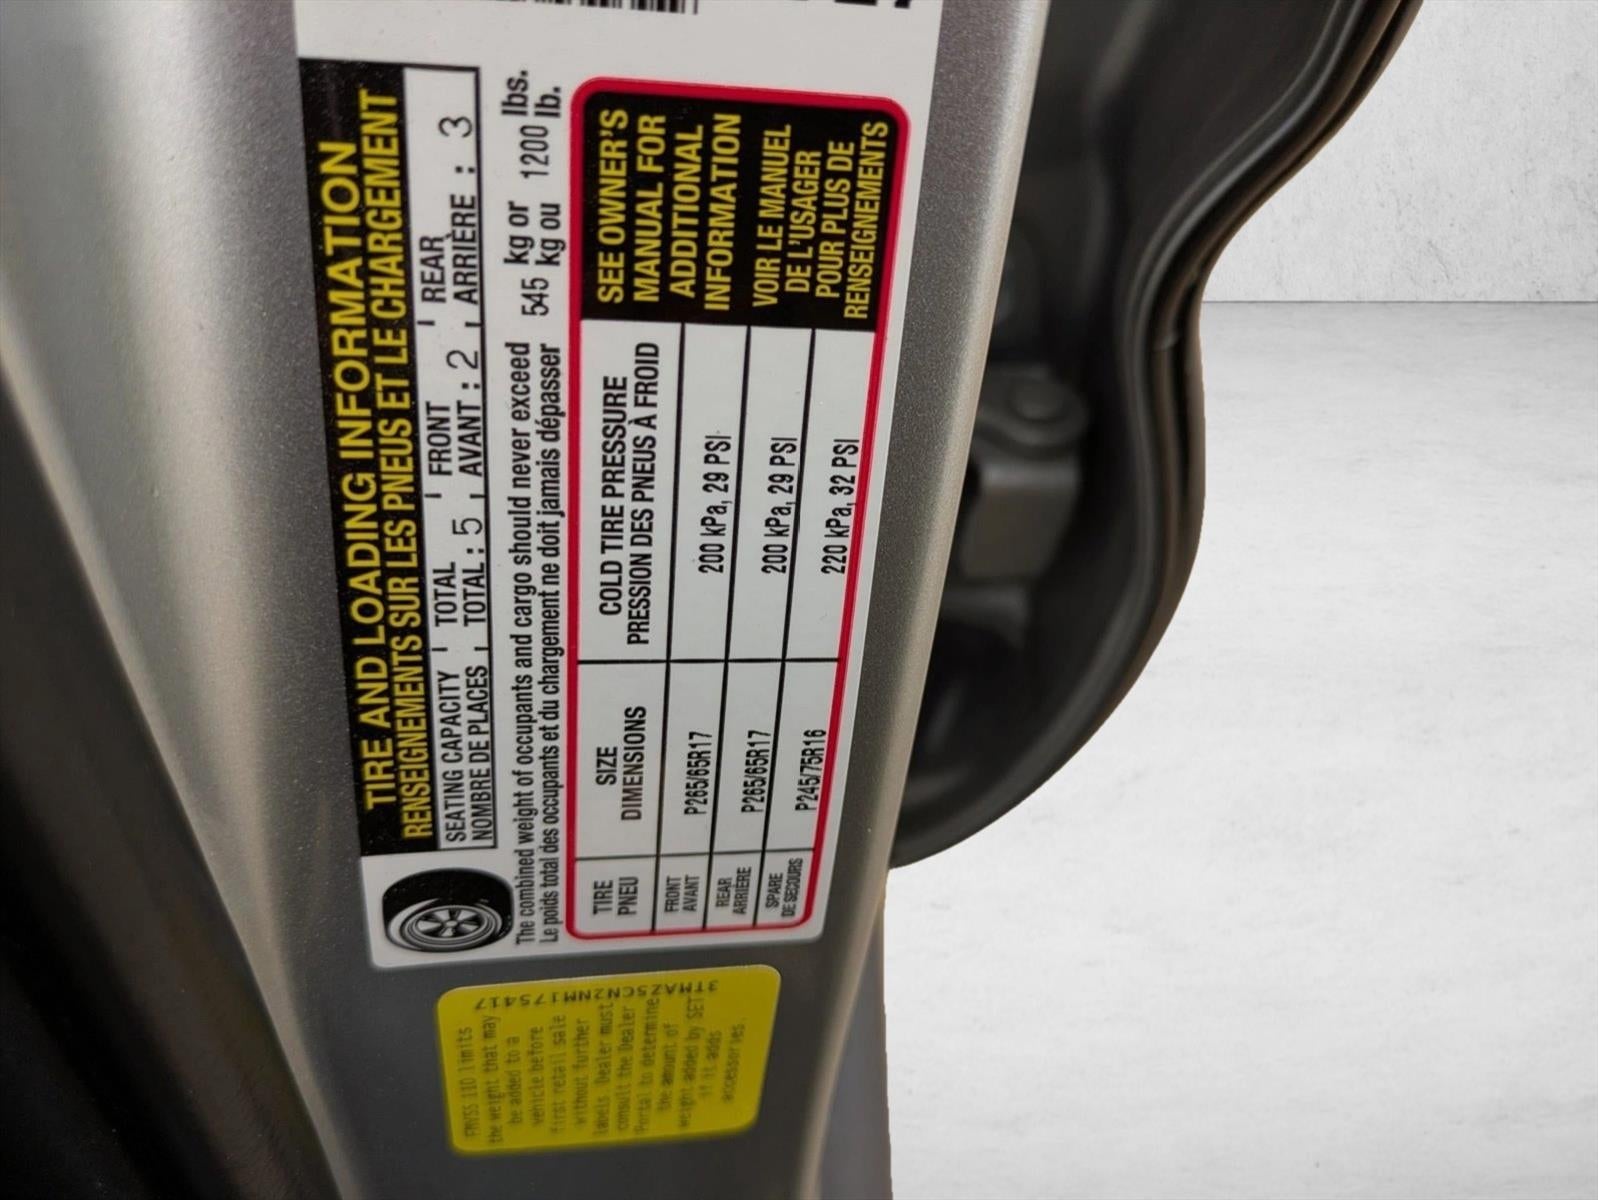 TIRE AND LOADING INFORMATION
RENSEIGNEMENTS SUR LES PNEUS ET LE CHARGEMENT
SEATING CAPACITY TOTAL FRONT REAR
NOMBRE DE PLACES TOTAL : 5 AVANT : 2 ARRIÈRE : 3
The combined weight of occupants and cargo should never exceed 545 kg or 1200 lbs.
Le poids total des occupants et du chargement ne doit jamais dépasser 545 kg ou 1200 lb.
TIRE
PNEU
SIZE
DIMENSIONS
COLD TIRE PRESSURE
PRESSION DES PNEUS À FROID
SEE OWNER'S
MANUAL FOR
ADDITIONAL
INFORMATION
VOIR LE MANUEL
DE L'USAGER
POUR PLUS DE
RENSEIGNEMENTS
FRONT
AVANT
P265/65R17
200 kPa, 29 PSI
REAR
ARRIÈRE
P265/65R17
200 kPa, 29 PSI
SPARE
DE SECOURS
P245/75R16
220 kPa, 32 PSI
FMVSS 110 limits
the weight that may
be added to a
vehicle before
first retail sale
without further
labels. Dealer must
consult the Dealer
Portal to determine
the amount of
weight added by SET
if it adds
accessories.
3TMAZ5CN2NM175417